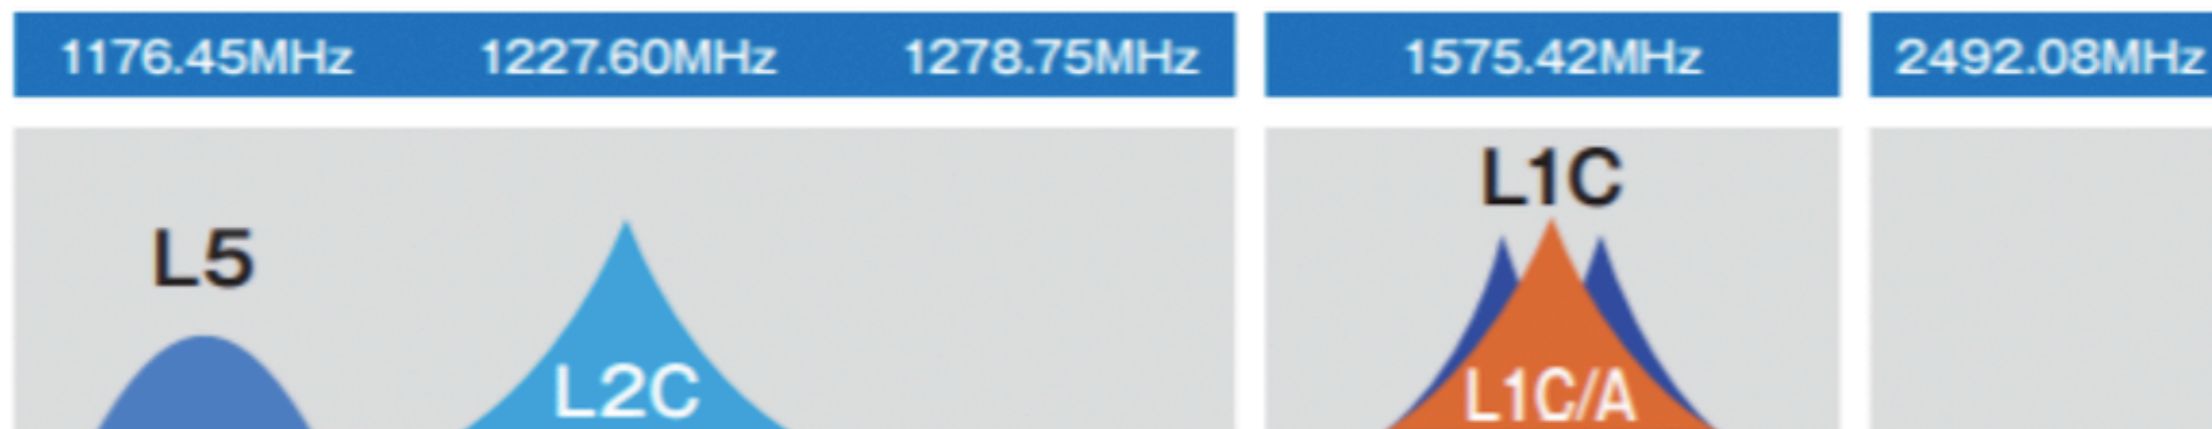 1176.45MHz 1227.60MHz 1278.75MHz 1575.42MHz 2492.08MHz
L1C
L5
L2C L1C/A